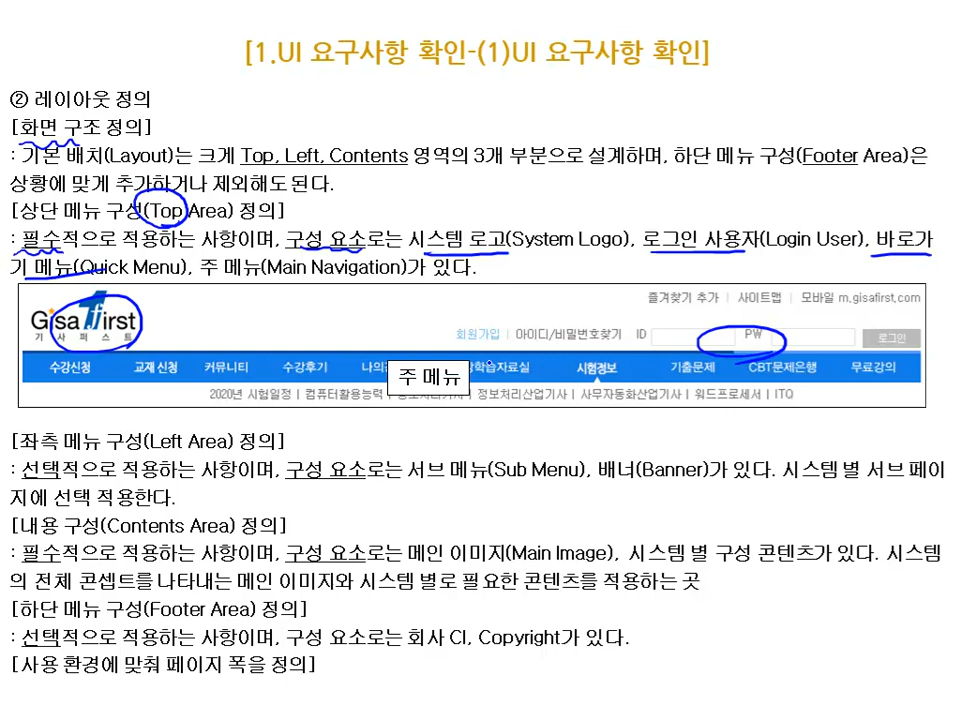 [1.UI 요구사항 확인-(1)UI 요구사항 확인]
② 레이아웃 정의
[화면 구조 정의]
: 기본 배치(Layout)는 크게 Top, Left, Contents 영역의 3개 부분으로 설계하며, 하단 메뉴 구성(Footer Area)은
상황에 맞게 추가하거나 제외해도 된다.
[상단 메뉴 구성(Top Area) 정의]
: 필수적으로 적용하는 사항이며, 구성 요소로는 시스템 로고(System Logo), 로그인 사용자(Login User), 바로가
기 메뉴(Quick Menu), 주 메뉴(Main Navigation)가 있다.
즐겨찾기 추가 | 사이트맵 | 모바일 m.gisafirst.com
Gisa First
기사퍼스트
회원가입 | 아이디/비밀번호찾기 ID PW 로그인
수강신청 교재 신청 커뮤니티 수강후기 나의 학습자료실 시험정보 기출문제 CBT문제은행 무료강의
주 메뉴
2020년 시험일정 | 컴퓨터활용능력 | 정보처리기사 | 정보처리산업기사 | 사무자동화산업기사 | 워드프로세서 | ITQ
[좌측 메뉴 구성(Left Area) 정의]
: 선택적으로 적용하는 사항이며, 구성 요소로는 서브 메뉴(Sub Menu), 배너(Banner)가 있다. 시스템 별 서브 페이
지에 선택 적용한다.
[내용 구성(Contents Area) 정의]
: 필수적으로 적용하는 사항이며, 구성 요소로는 메인 이미지(Main Image), 시스템 별 구성 콘텐츠가 있다. 시스템
의 전체 콘셉트를 나타내는 메인 이미지와 시스템 별로 필요한 콘텐츠를 적용하는 곳
[하단 메뉴 구성(Footer Area) 정의]
: 선택적으로 적용하는 사항이며, 구성 요소로는 회사 CI, Copyright가 있다.
[사용 환경에 맞춰 페이지 폭을 정의]